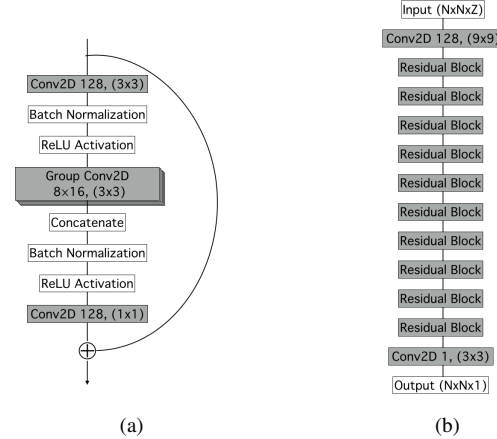 Conv2D 128, (3x3)
Batch Normalization
ReLU Activation
Group Conv2D
8×16, (3x3)
Concatenate
Batch Normalization
ReLU Activation
Conv2D 128, (1x1)
(a)
Input (NxNxZ)
Conv2D 128, (9x9)
Residual Block
Residual Block
Residual Block
Residual Block
Residual Block
Residual Block
Residual Block
Residual Block
Residual Block
Residual Block
Conv2D 1, (3x3)
Output (NxNx1)
(b)